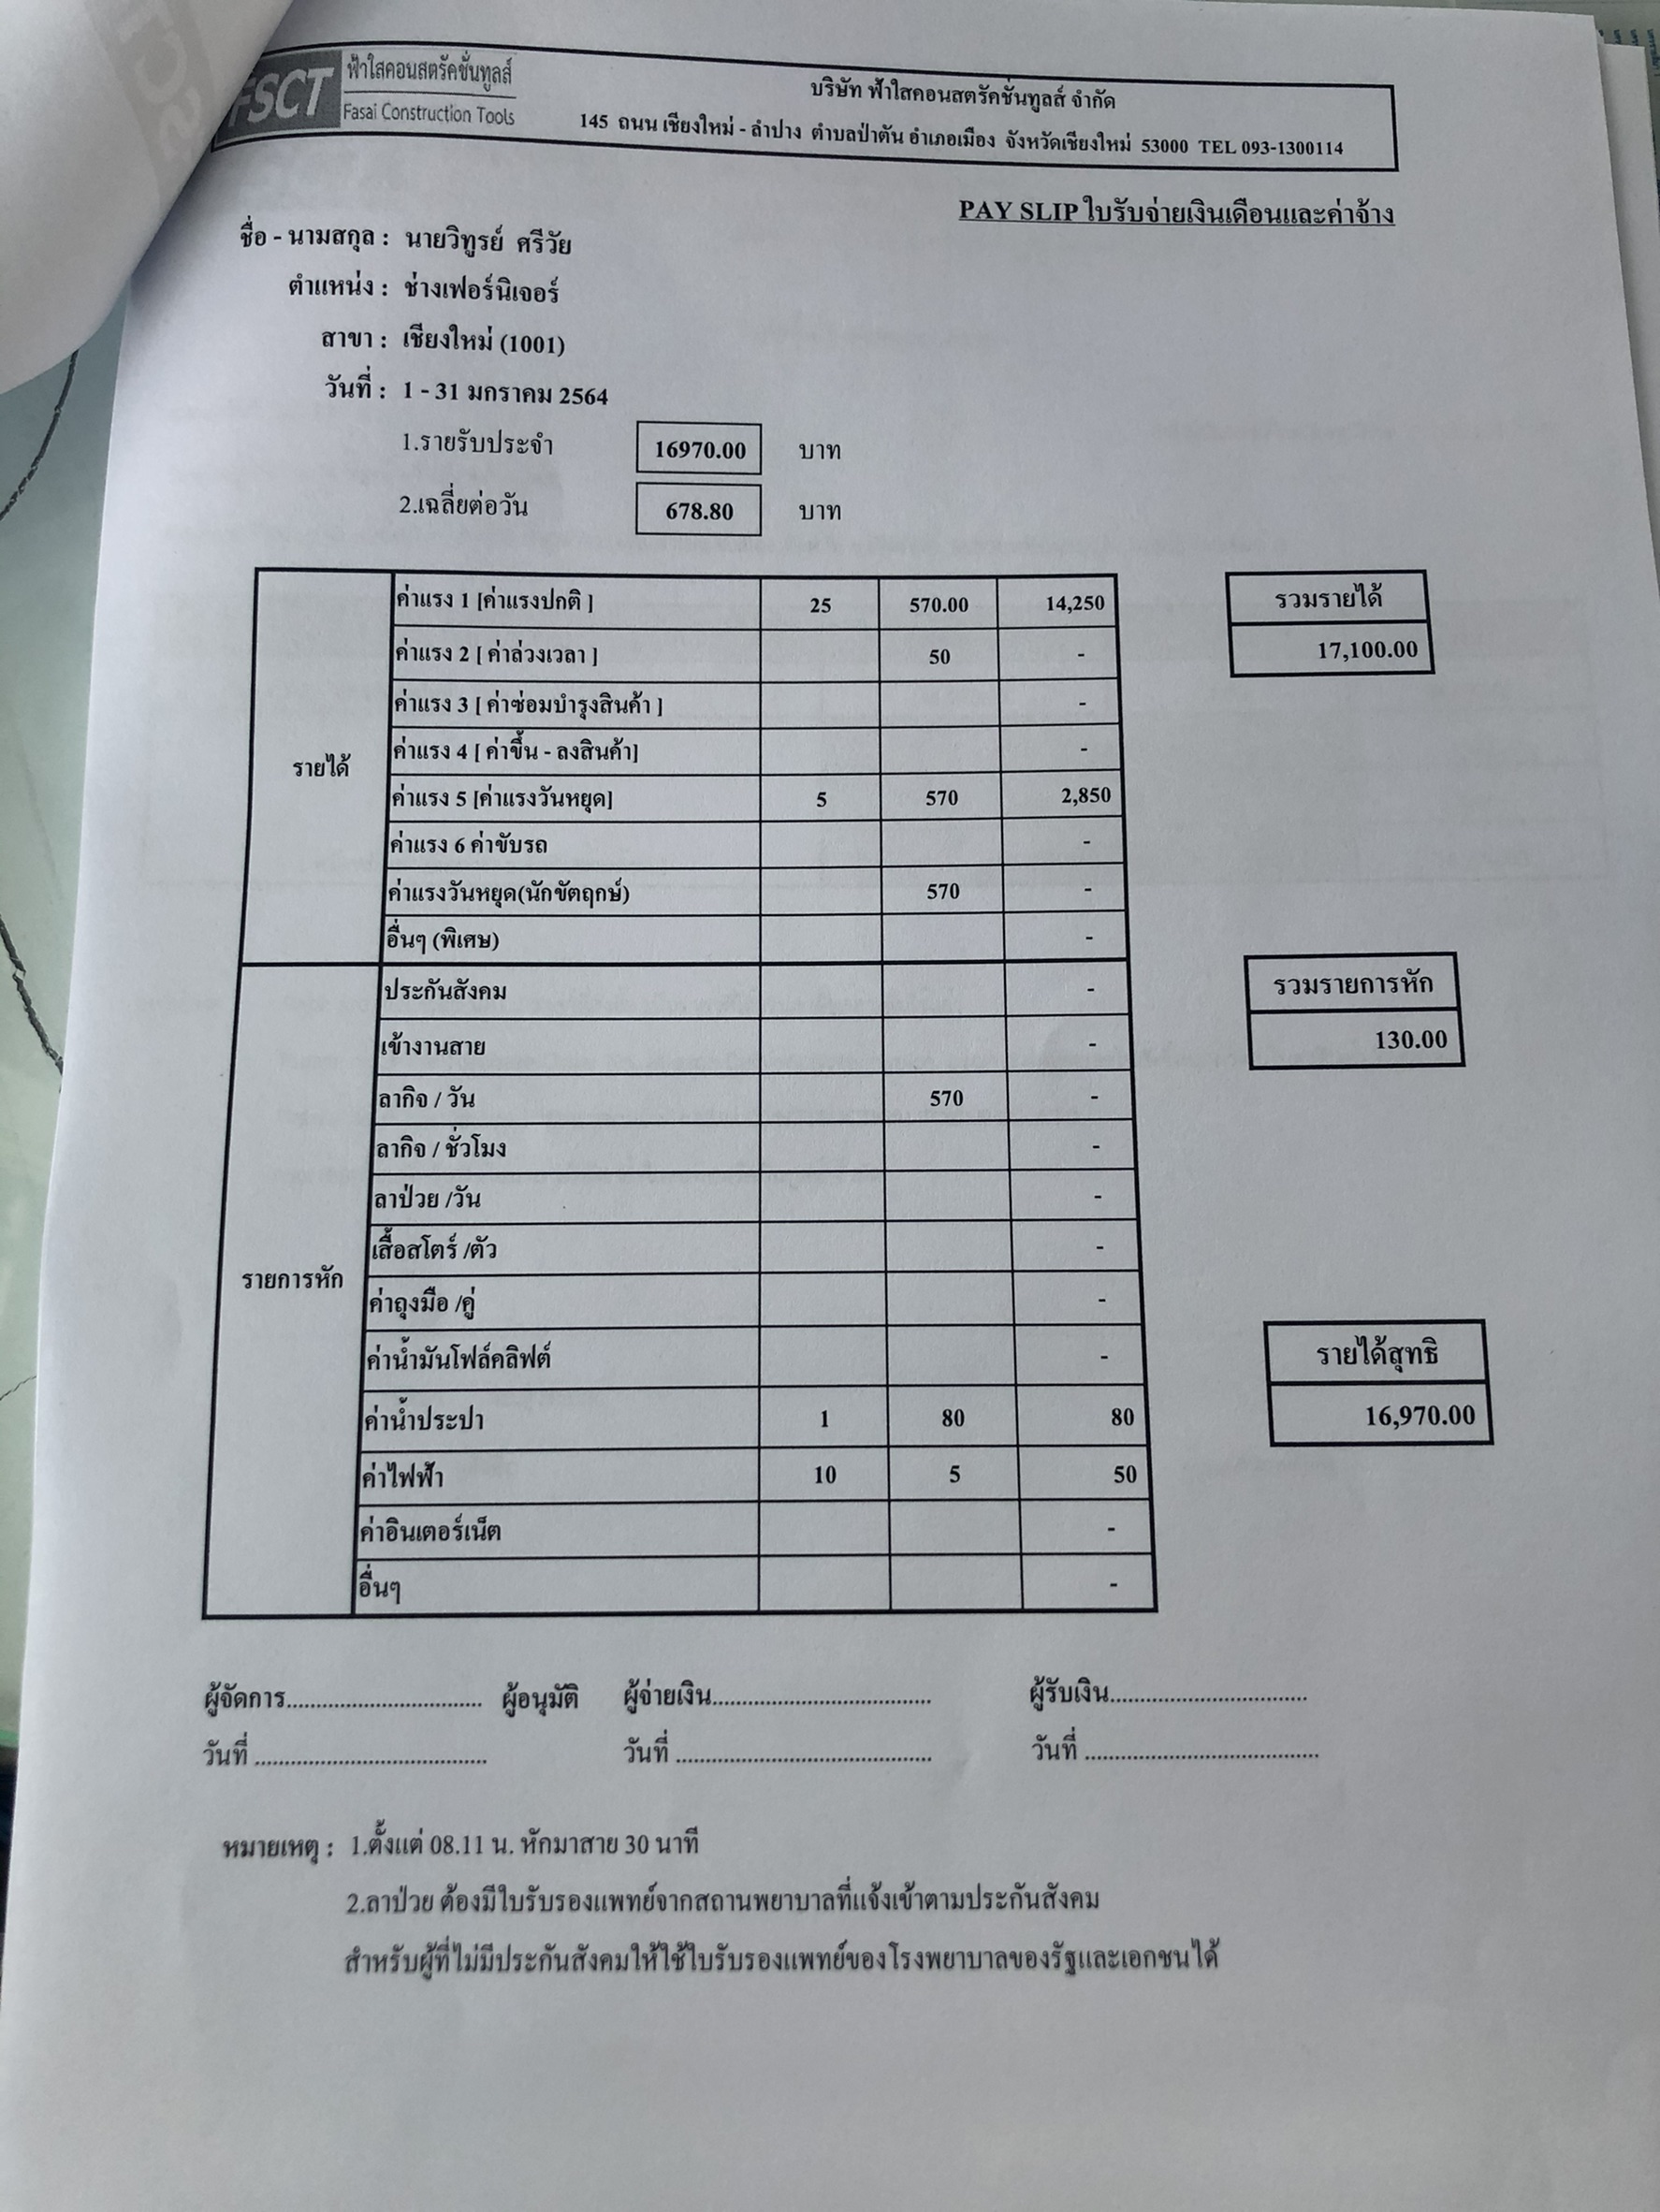 FSCT ฟ้าใสคอนสตรัคชั่นทูลส์
Fasai Construction Tools
บริษัท ฟ้าใสคอนสตรัคชั่นทูลส์ จำกัด
145 ถนน เชียงใหม่ - ลำปาง ตำบลป่าตัน อำเภอเมือง จังหวัดเชียงใหม่ 53000 TEL 093-1300114
PAY SLIP ใบรับจ่ายเงินเดือนและค่าจ้าง
ชื่อ - นามสกุล : นายวิทูรย์ ศรีวัย
ตำแหน่ง : ช่างเฟอร์นิเจอร์
สาขา : เชียงใหม่ (1001)
วันที่ : 1 - 31 มกราคม 2564
1.รายรับประจำ 16970.00 บาท
2.เฉลี่ยต่อวัน 678.80 บาท
รายได้
ค่าแรง 1 [ค่าแรงปกติ ] 25 570.00 14,250
ค่าแรง 2 [ ค่าล่วงเวลา ] 50 -
ค่าแรง 3 [ ค่าซ่อมบำรุงสินค้า ] -
ค่าแรง 4 [ ค่าขึ้น - ลงสินค้า] -
ค่าแรง 5 [ค่าแรงวันหยุด] 5 570 2,850
ค่าแรง 6 ค่าขับรถ -
ค่าแรงวันหยุด(นักขัตฤกษ์) 570 -
อื่นๆ (พิเศษ) -
รวมรายได้
17,100.00
รายการหัก
ประกันสังคม -
เข้างานสาย -
ลากิจ / วัน 570 -
ลากิจ / ชั่วโมง -
ลาป่วย /วัน -
เสื้อสโตร์ /ตัว -
ค่าถุงมือ /คู่ -
ค่าน้ำมันโฟล์คลิฟต์ -
ค่าน้ำประปา 1 80 80
ค่าไฟฟ้า 10 5 50
ค่าอินเตอร์เน็ต -
อื่นๆ -
รวมรายการหัก
130.00
รายได้สุทธิ
16,970.00
ผู้จัดการ................................. ผู้อนุมัติ ผู้จ่ายเงิน..................................... ผู้รับเงิน.................................
วันที่ ....................................... วันที่ ........................................... วันที่ .......................................
หมายเหตุ : 1.ตั้งแต่ 08.11 น. หักมาสาย 30 นาที
2.ลาป่วย ต้องมีใบรับรองแพทย์จากสถานพยาบาลที่แจ้งเข้าตามประกันสังคม
สำหรับผู้ที่ไม่มีประกันสังคมให้ใช้ใบรับรองแพทย์ของโรงพยาบาลของรัฐและเอกชนได้